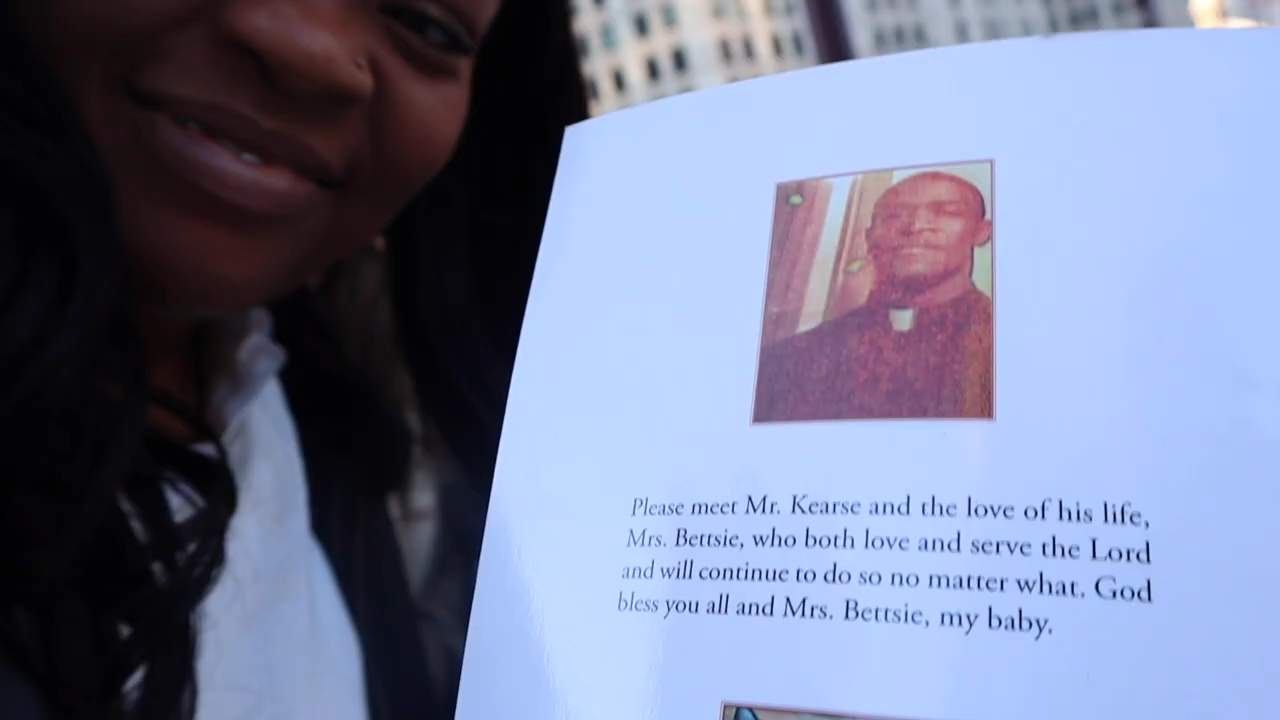 Please meet Mr. Kearse and the love of his life,
Mrs. Bettsie, who both love and serve the Lord
and will continue to do so no matter what. God
bless you all and Mrs. Bettsie, my baby.